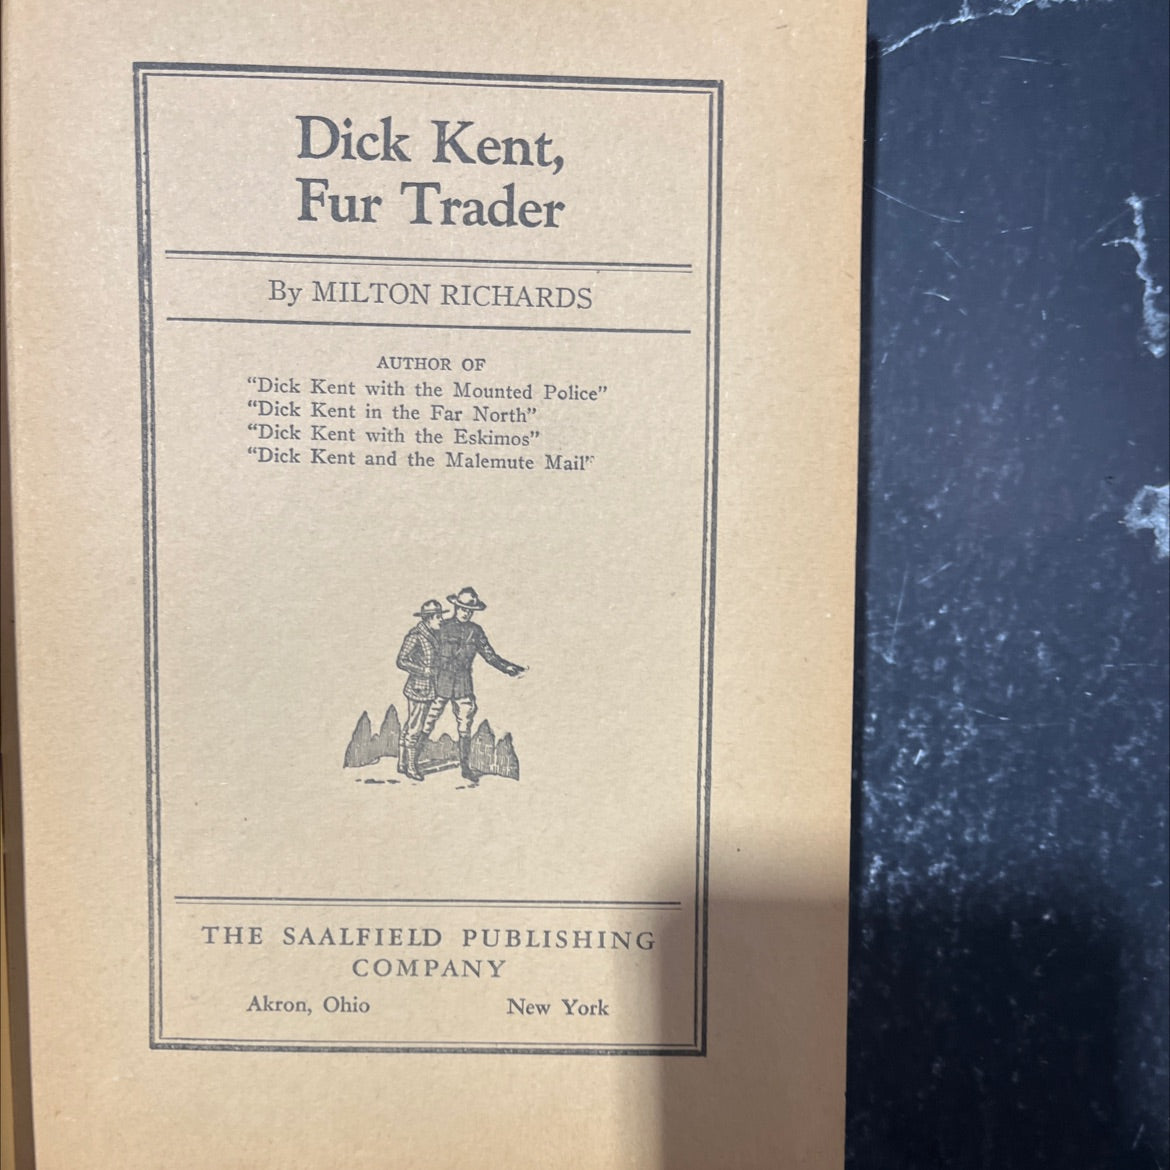 Dick Kent,
Fur Trader
By MILTON RICHARDS
AUTHOR OF
“Dick Kent with the Mounted Police”
“Dick Kent in the Far North”
“Dick Kent with the Eskimos”
“Dick Kent and the Malemute Mail”
THE SAALFIELD PUBLISHING
COMPANY
Akron, Ohio New York